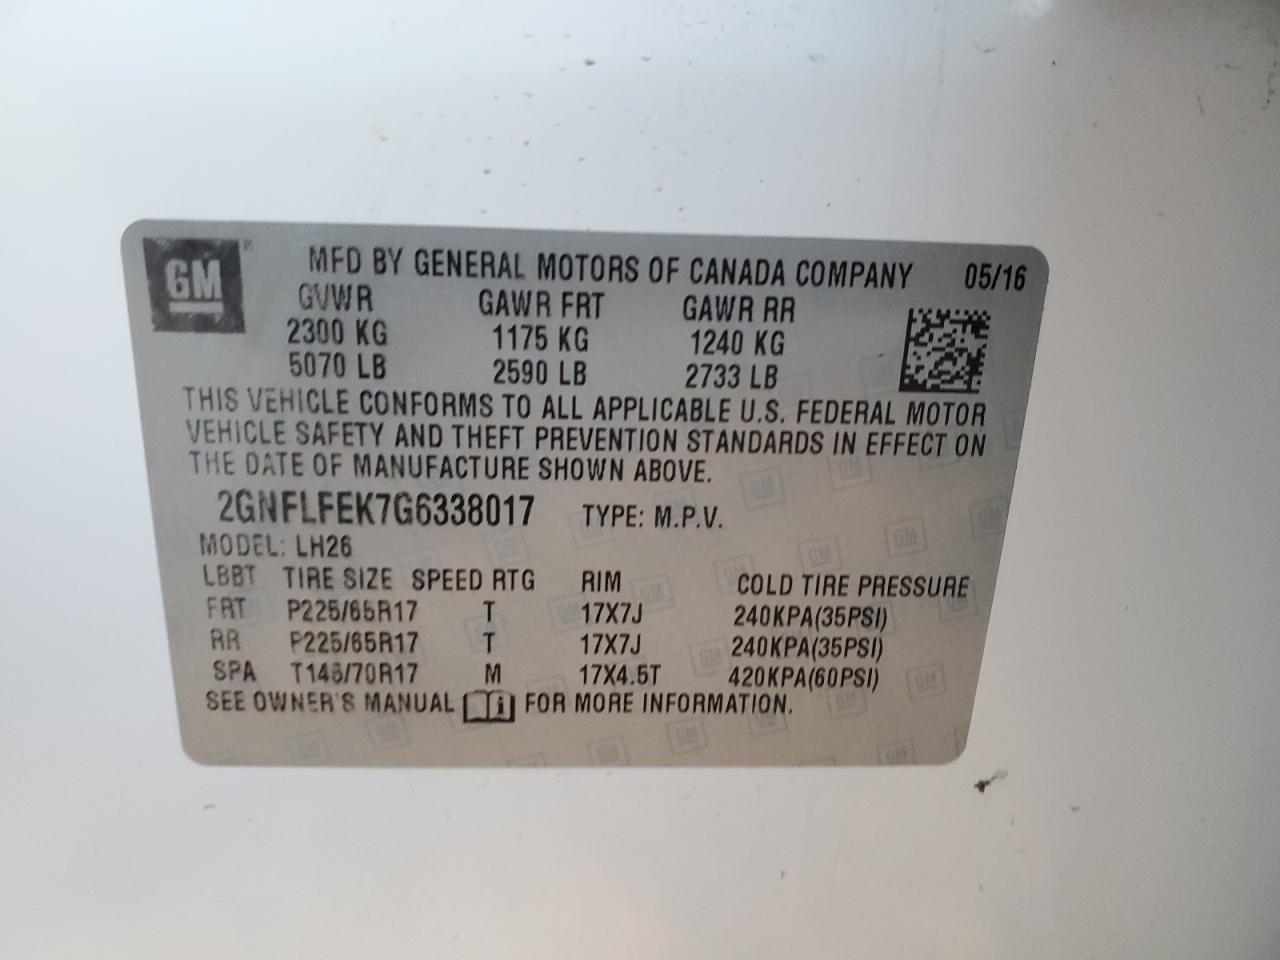 GM
MFD BY GENERAL MOTORS OF CANADA COMPANY 05/16
GVWR GAWR FRT GAWR RR
2300 KG 1175 KG 1240 KG
5070 LB 2590 LB 2733 LB
THIS VEHICLE CONFORMS TO ALL APPLICABLE U.S. FEDERAL MOTOR
VEHICLE SAFETY AND THEFT PREVENTION STANDARDS IN EFFECT ON
THE DATE OF MANUFACTURE SHOWN ABOVE.
2GNFLFEK7G6338017 TYPE: M.P.V.
MODEL: LH26
LBBT TIRE SIZE SPEED RTG RIM COLD TIRE PRESSURE
FRT P225/65R17 T 17X7J 240KPA(35PSI)
RR P225/65R17 T 17X7J 240KPA(35PSI)
SPA T145/70R17 M 17X4.5T 420KPA(60PSI)
SEE OWNER'S MANUAL i FOR MORE INFORMATION.